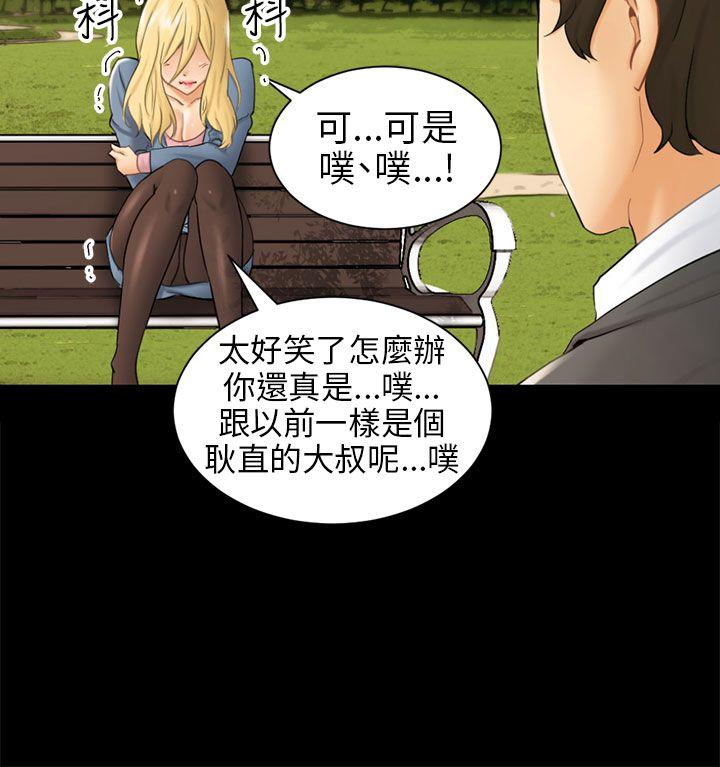 抖
抖
可…可是
噗、噗…!
太好笑了怎麼辦
你還真是…噗…
跟以前一樣是個
耿直的大叔呢…噗